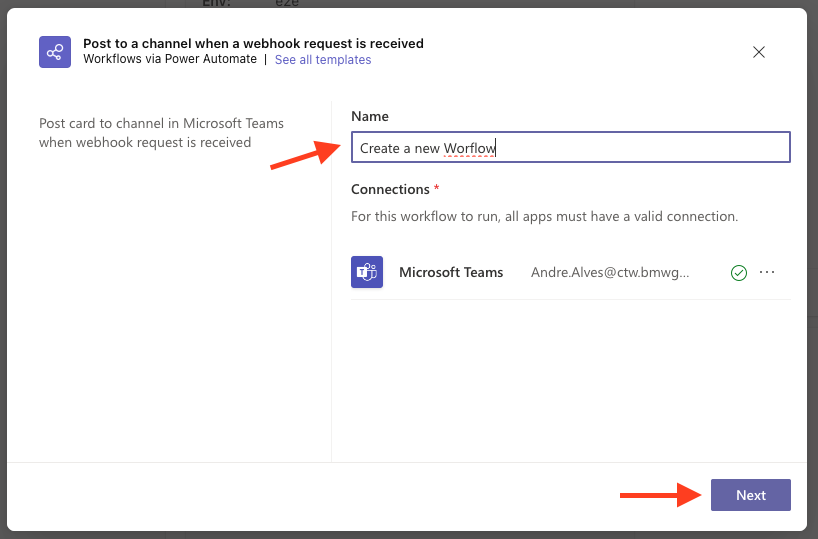 Env: eze
Post to a channel when a webhook request is received
Workflows via Power Automate | See all templates
Post card to channel in Microsoft Teams
when webhook request is received
Name
Create a new Worflow
Connections *
For this workflow to run, all apps must have a valid connection.
T
Microsoft Teams Andre.Alves@ctw.bmwg... ...
Next